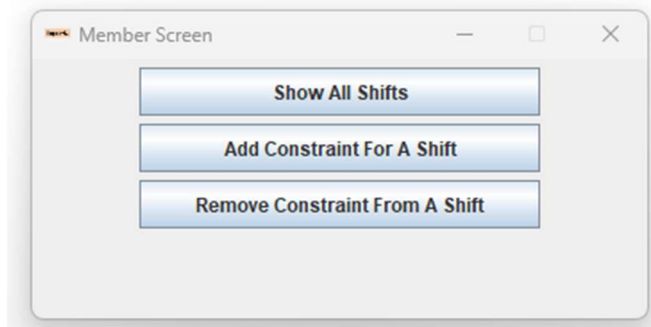 Member Screen
Show All Shifts
Add Constraint For A Shift
Remove Constraint From A Shift